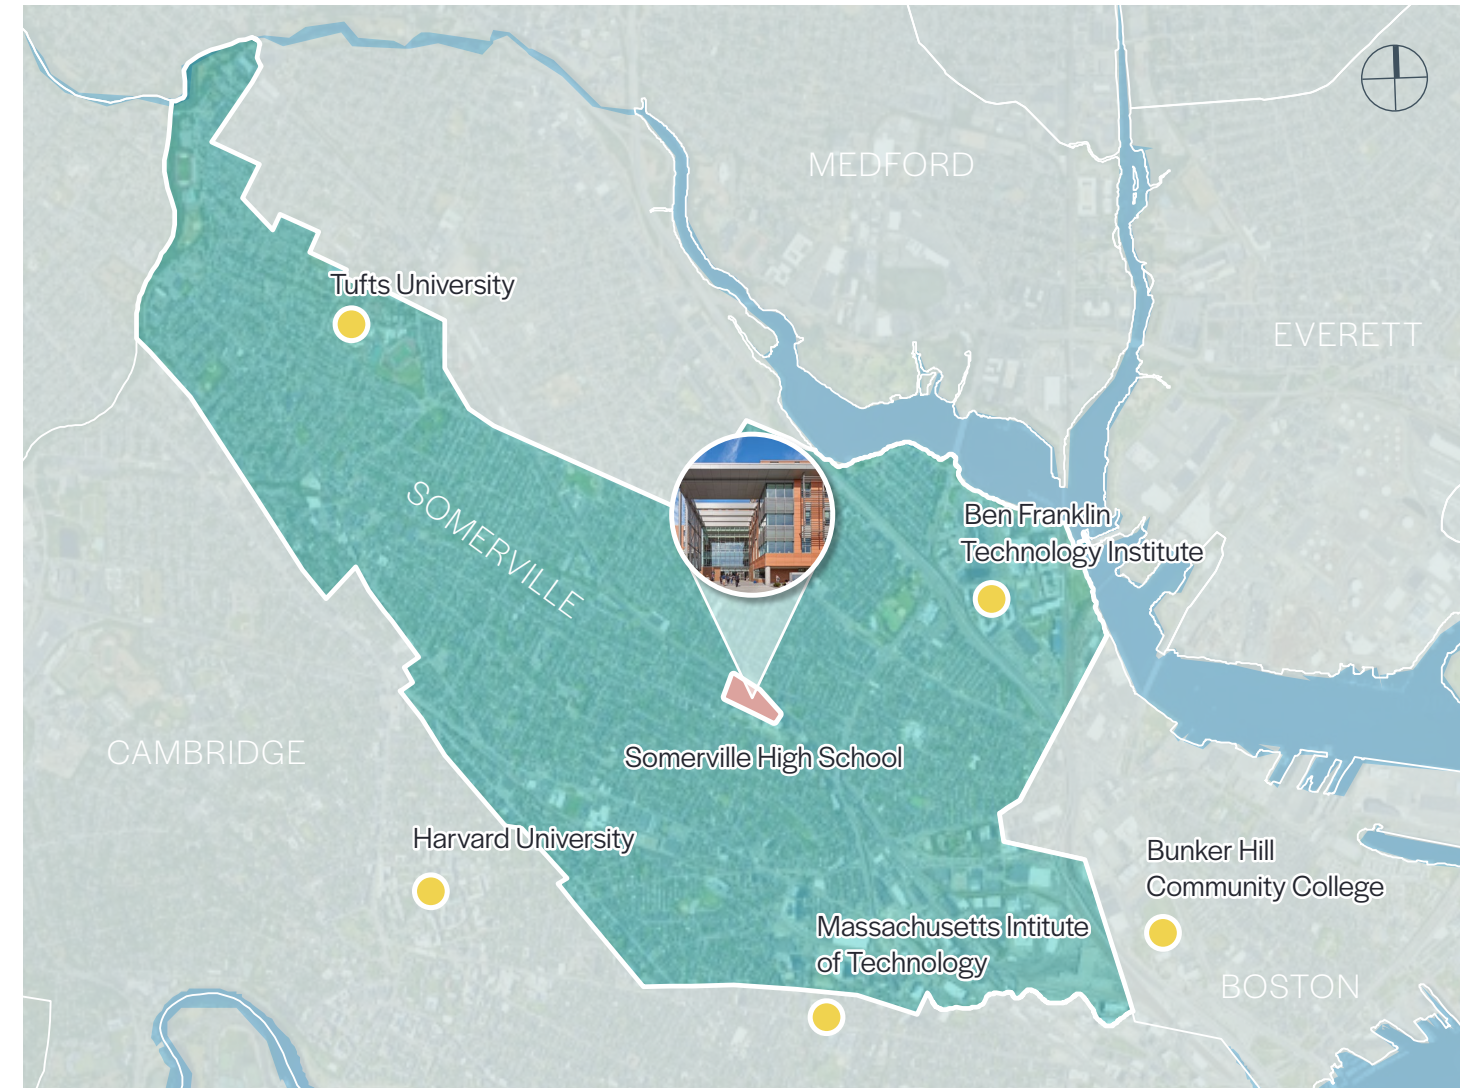 MEDFORD
Tufts University
EVERETT
SOMERVILLE
Ben Franklin
Technology Institute
CAMBRIDGE
Somerville High School
Harvard University
Bunker Hill
Community College
Massachusetts Intitute
of Technology
BOSTON